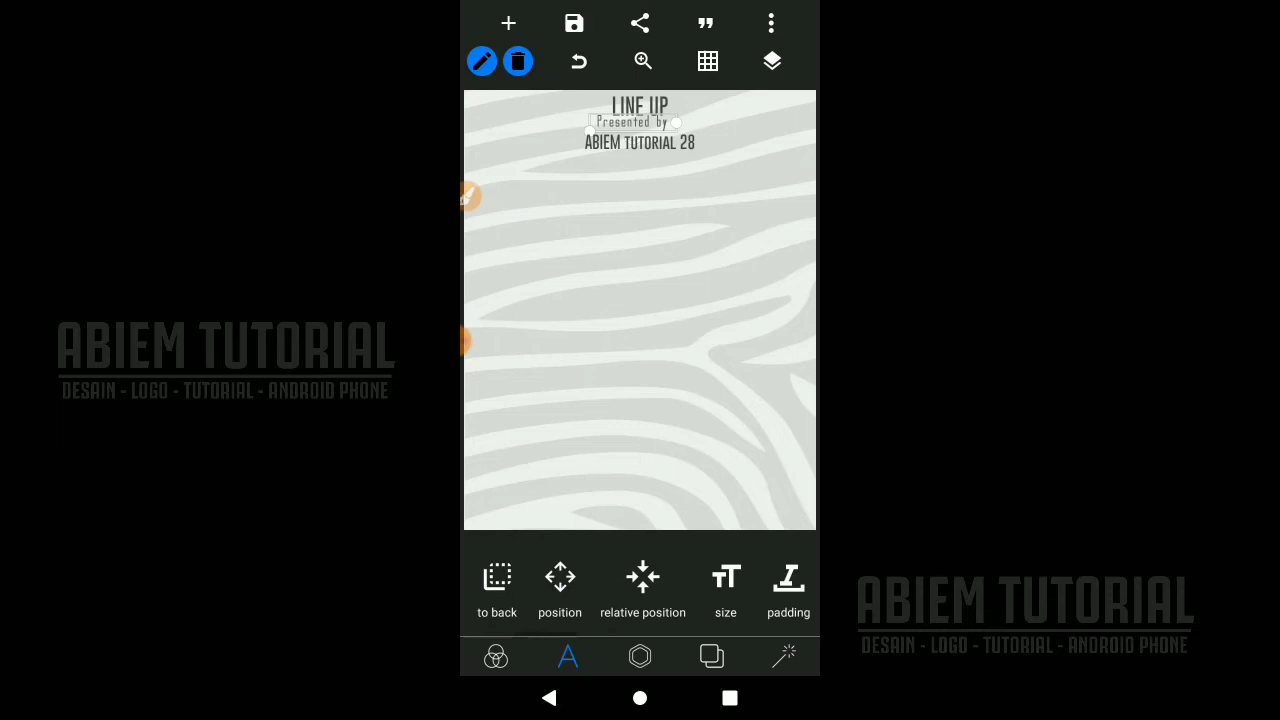 LINE UP
Presented by
ABIEM TUTORIAL 28
ABIEM TUTORIAL
DESAIN - LOGO - TUTORIAL - ANDROID PHONE
to back
position
relative position
size
padding
ABIEM TUTORIAL
DESAIN - LOGO - TUTORIAL - ANDROID PHONE